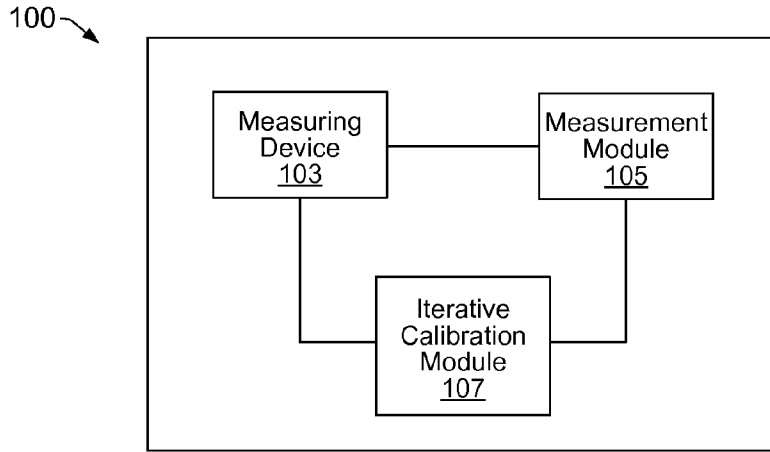 100
Measuring
Device
103
Measurement
Module
105
Iterative
Calibration
Module
107